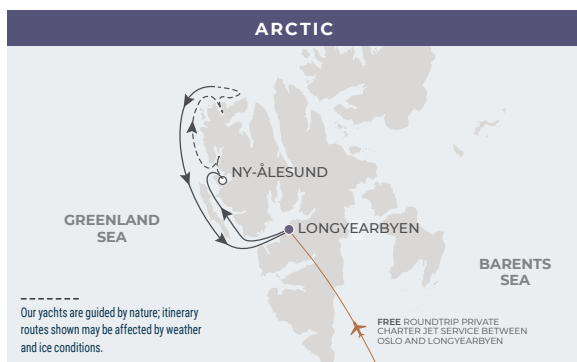 ARCTIC
NY-ÅLESUND
LONGYEARBYEN
GREENLAND
SEA
BARENTS
SEA
Our yachts are guided by nature; itinerary
routes shown may be affected by weather
and ice conditions.
FREE ROUNDTRIP PRIVATE
CHARTER JET SERVICE BETWEEN
OSLO AND LONGYEARBYEN